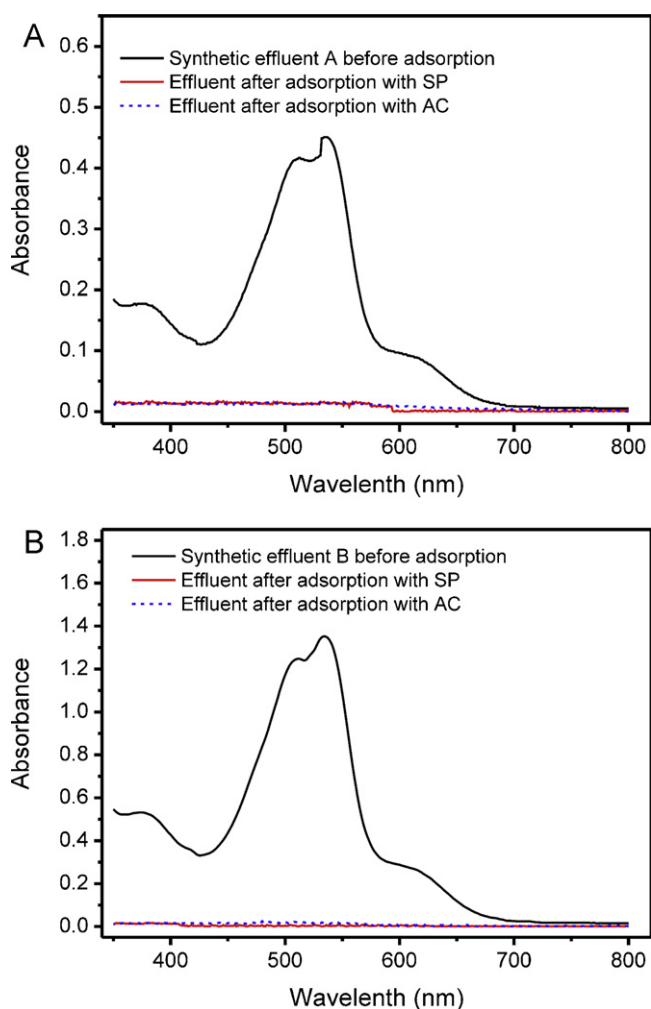 A
0.6
0.5
0.4
0.3
0.2
0.1
0.0
Absorbance
Synthetic effluent A before adsorption
Effluent after adsorption with SP
Effluent after adsorption with AC
400 500 600 700 800
Wavelenth (nm)
B
1.8
1.6
1.4
1.2
1.0
0.8
0.6
0.4
0.2
0.0
Absorbance
Synthetic effluent B before adsorption
Effluent after adsorption with SP
Effluent after adsorption with AC
400 500 600 700 800
Wavelenth (nm)